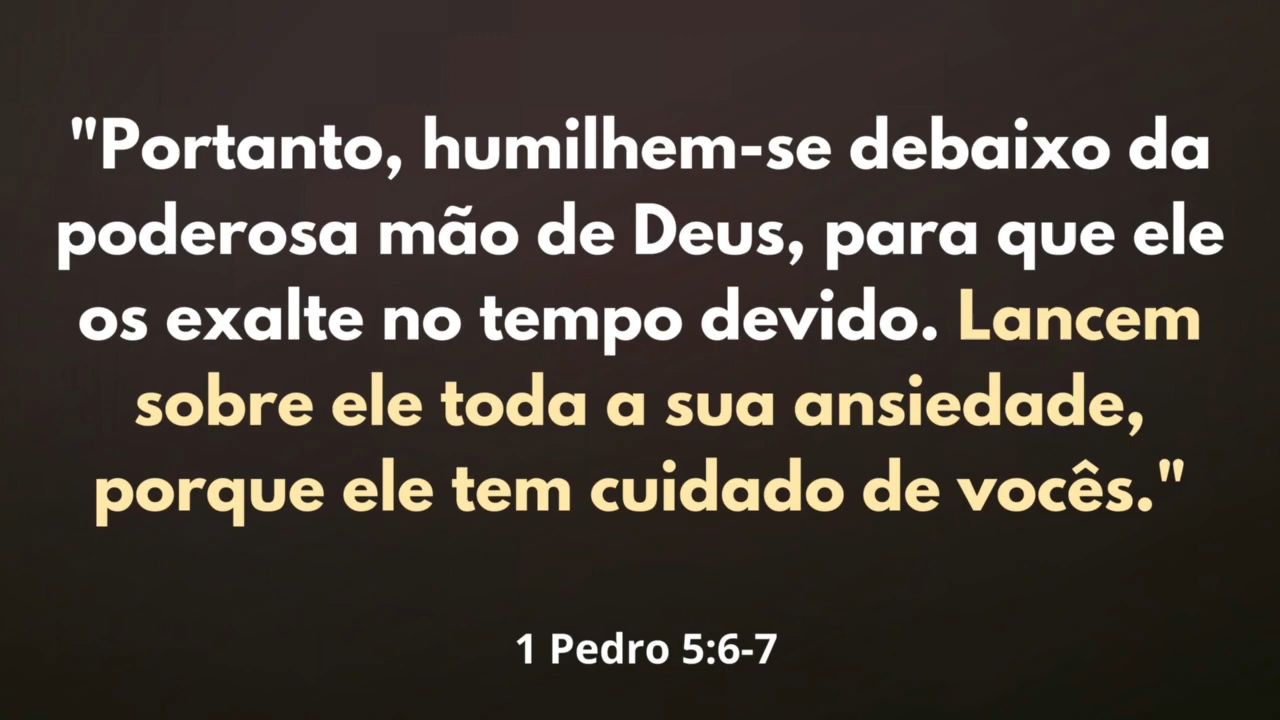 "Portanto, humilhem-se debaixo da
poderosa mão de Deus, para que ele
os exalte no tempo devido. Lancem
sobre ele toda a sua ansiedade,
porque ele tem cuidado de vocês."
1 Pedro 5:6-7